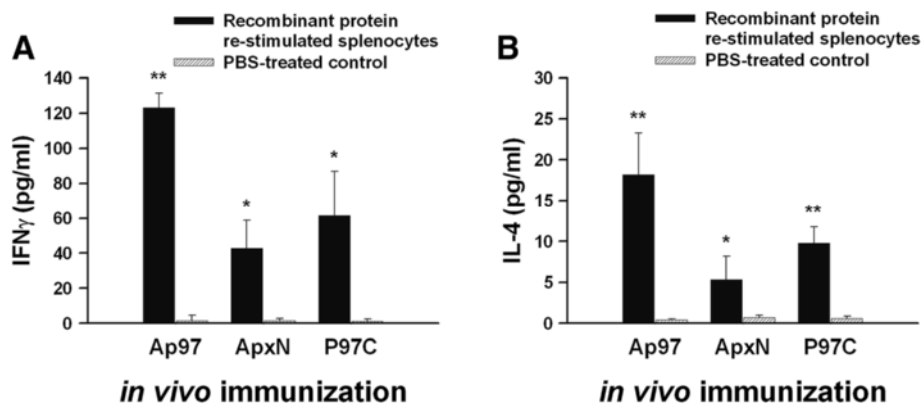 A
Recombinant protein
re-stimulated splenocytes
PBS-treated control
IFNγ (pg/ml)
140
120
100
80
60
40
20
0
**
*
*
Ap97 ApxN P97C
in vivo immunization
B
Recombinant protein
re-stimulated splenocytes
PBS-treated control
IL-4 (pg/ml)
30
25
20
15
10
5
0
**
*
**
Ap97 ApxN P97C
in vivo immunization